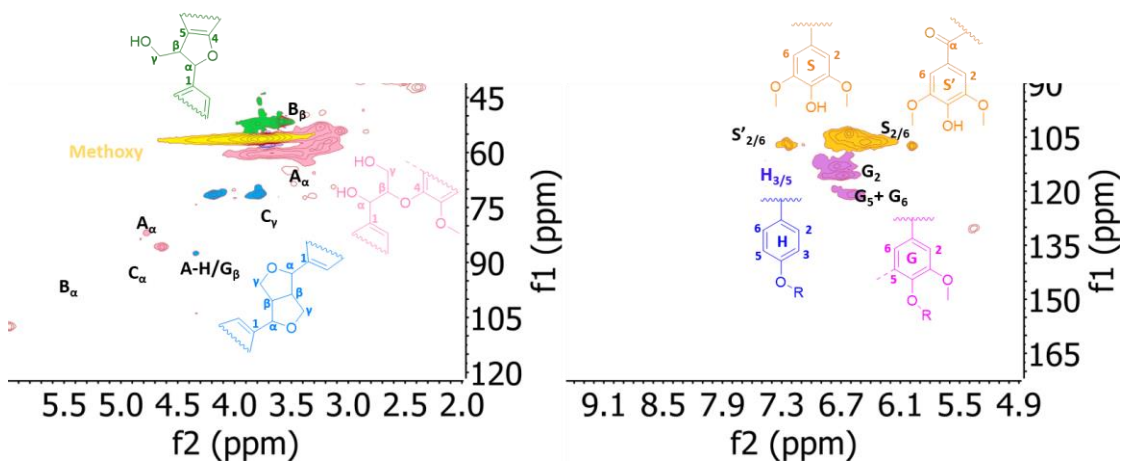 HO
γ
β
5
4
O
α
1
45
60
75
90
105
120
f1 (ppm)
Bβ
Methoxy
Aα
HO
γ
HO
β
O
4
α
O
1
Aα
Cγ
Cα
A-H/Gβ
Bα
O
α
1
γ
β
β
γ
1
α
O
5.5 5.0 4.5 4.0 3.5 3.0 2.5 2.0
f2 (ppm)
6 2
S
O O
OH
O
α
6 2
S′
O O
OH
S′2/6
S2/6
G2
G5+ G6
H3/5
6 2
H
5 3
O
R
6 2
G
5
O
O
R
90
105
120
135
150
165
f1 (ppm)
9.1 8.5 7.9 7.3 6.7 6.1 5.5 4.9
f2 (ppm)